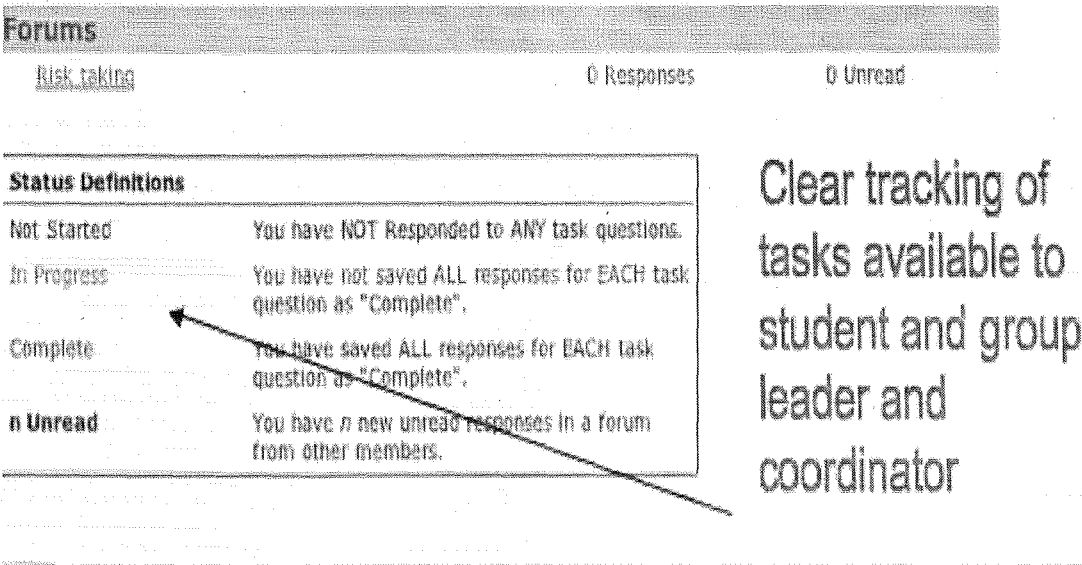 Forums
Risk taking 0 Responses 0 Unread
Status Definitions
Not Started You have NOT Responded to ANY task questions.
In Progress You have not saved ALL responses for EACH task
question as "Complete".
Complete You have saved ALL responses for EACH task
question as "Complete".
n Unread You have n new unread responses in a forum
from other members.
Clear tracking of
tasks available to
student and group
leader and
coordinator